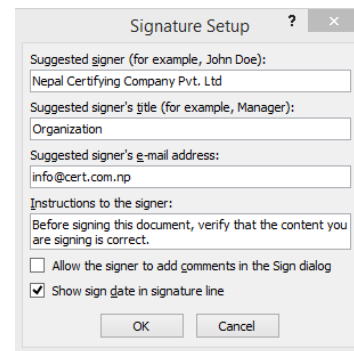 Signature Setup ? ×
Suggested signer (for example, John Doe):
Nepal Certifying Company Pvt. Ltd
Suggested signer's title (for example, Manager):
Organization
Suggested signer's e-mail address:
info@cert.com.np
Instructions to the signer:
Before signing this document, verify that the content you
are signing is correct.
Allow the signer to add comments in the Sign dialog
Show sign date in signature line
OK Cancel